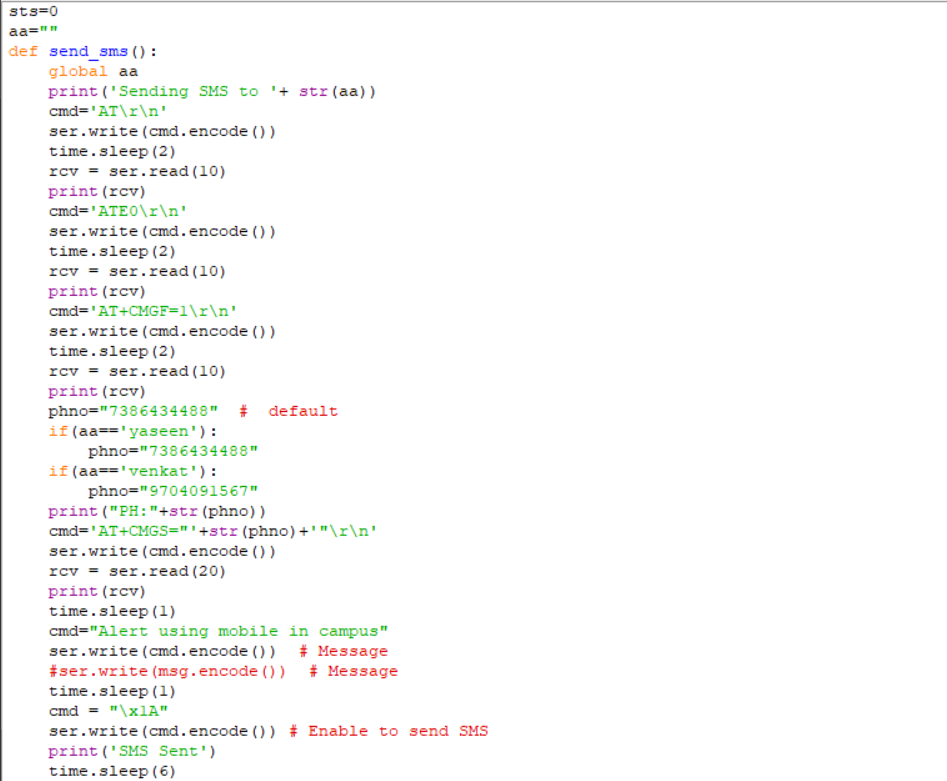 sts=0
aa=""
def send_sms():
    global aa
    print('Sending SMS to '+ str(aa))
    cmd='AT\r\n'
    ser.write(cmd.encode())
    time.sleep(2)
    rcv = ser.read(10)
    print(rcv)
    cmd='ATE0\r\n'
    ser.write(cmd.encode())
    time.sleep(2)
    rcv = ser.read(10)
    print(rcv)
    cmd='AT+CMGF=1\r\n'
    ser.write(cmd.encode())
    time.sleep(2)
    rcv = ser.read(10)
    print(rcv)
    phno="7386434488"  #  default
    if(aa=='yaseen'):
        phno="7386434488"
    if(aa=='venkat'):
        phno="9704091567"
    print("PH:"+str(phno))
    cmd='AT+CMGS="'+str(phno)+'"\r\n'
    ser.write(cmd.encode())
    rcv = ser.read(20)
    print(rcv)
    time.sleep(1)
    cmd="Alert using mobile in campus"
    ser.write(cmd.encode())  # Message
    #ser.write(msg.encode())  # Message
    time.sleep(1)
    cmd = "\x1A"
    ser.write(cmd.encode()) # Enable to send SMS
    print('SMS Sent')
    time.sleep(6)